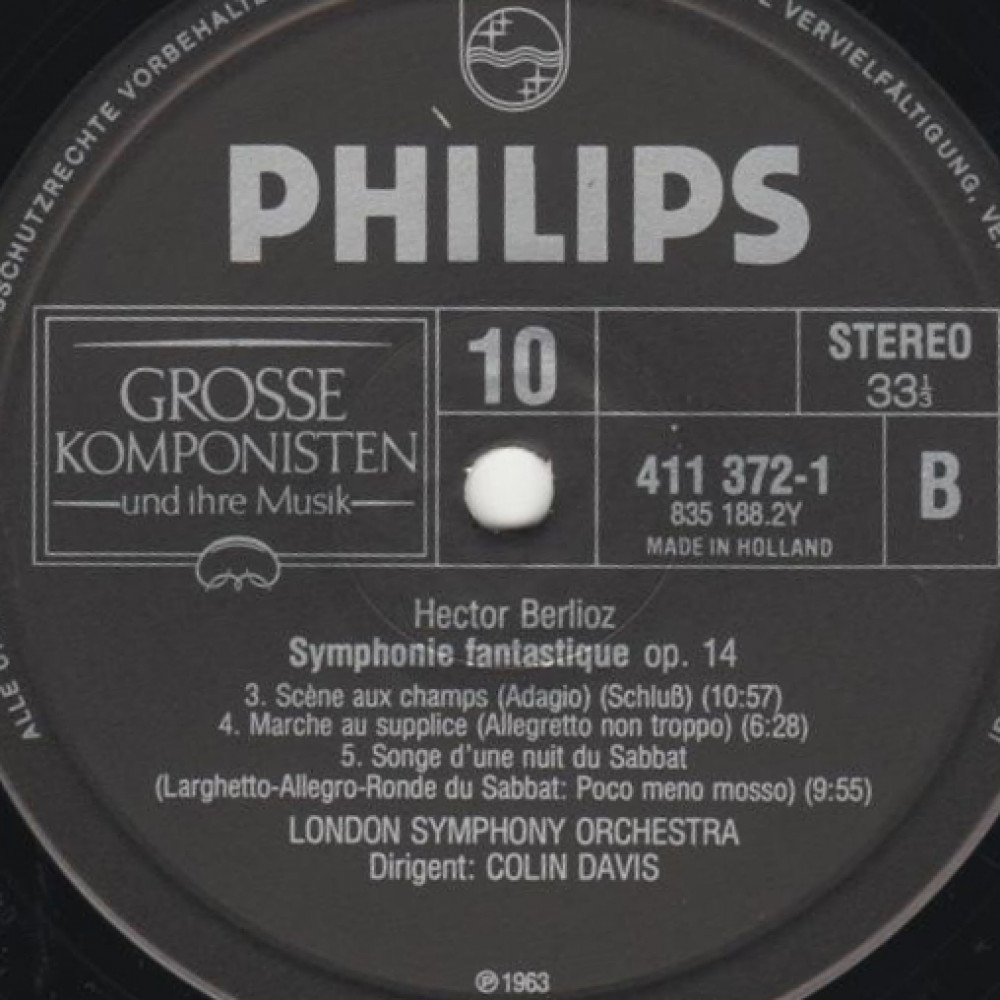 SCHUTZRECHTE VORBEHALTE
VERVIELFÄLTIGUNG, VE
PHILIPS
GROSSE
KOMPONISTEN
und ihre Musik
10
STEREO
33⅓
411 372-1
835 188.2Y
MADE IN HOLLAND
B
Hector Berlioz
Symphonie fantastique op. 14
3. Scène aux champs (Adagio) (Schluß) (10:57)
4. Marche au supplice (Allegretto non troppo) (6:28)
5. Songe d'une nuit du Sabbat
(Larghetto-Allegro-Ronde du Sabbat: Poco meno mosso) (9:55)
LONDON SYMPHONY ORCHESTRA
Dirigent: COLIN DAVIS
ALLE
℗ 1963